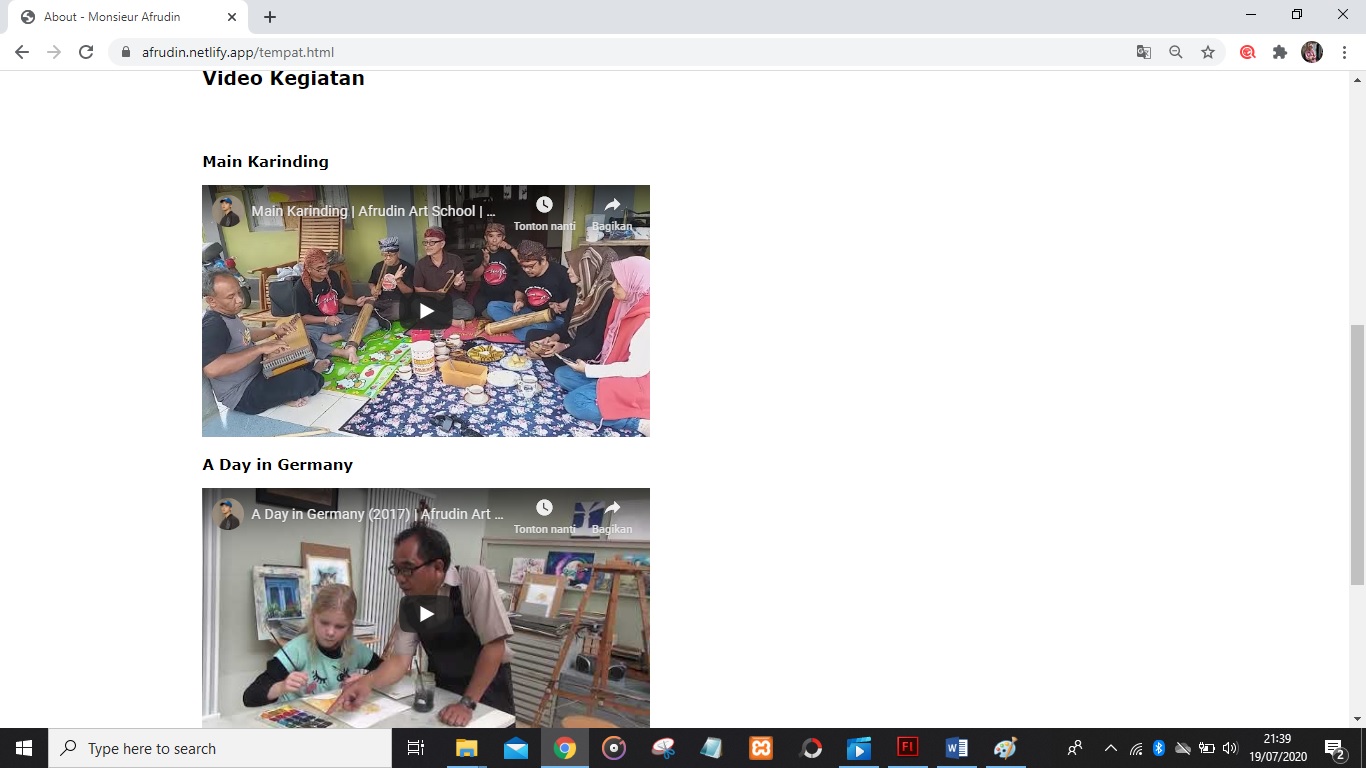 About - Monsieur Afrudin
afrudin.netlify.app/tempat.html
Video Kegiatan
Main Karinding
Main Karinding | Afrudin Art School | ...
Tonton nanti
Bagikan
A Day in Germany
A Day in Germany (2017) | Afrudin Art ...
Tonton nanti
Bagikan
Type here to search
Fl
W
21:39
19/07/2020
2